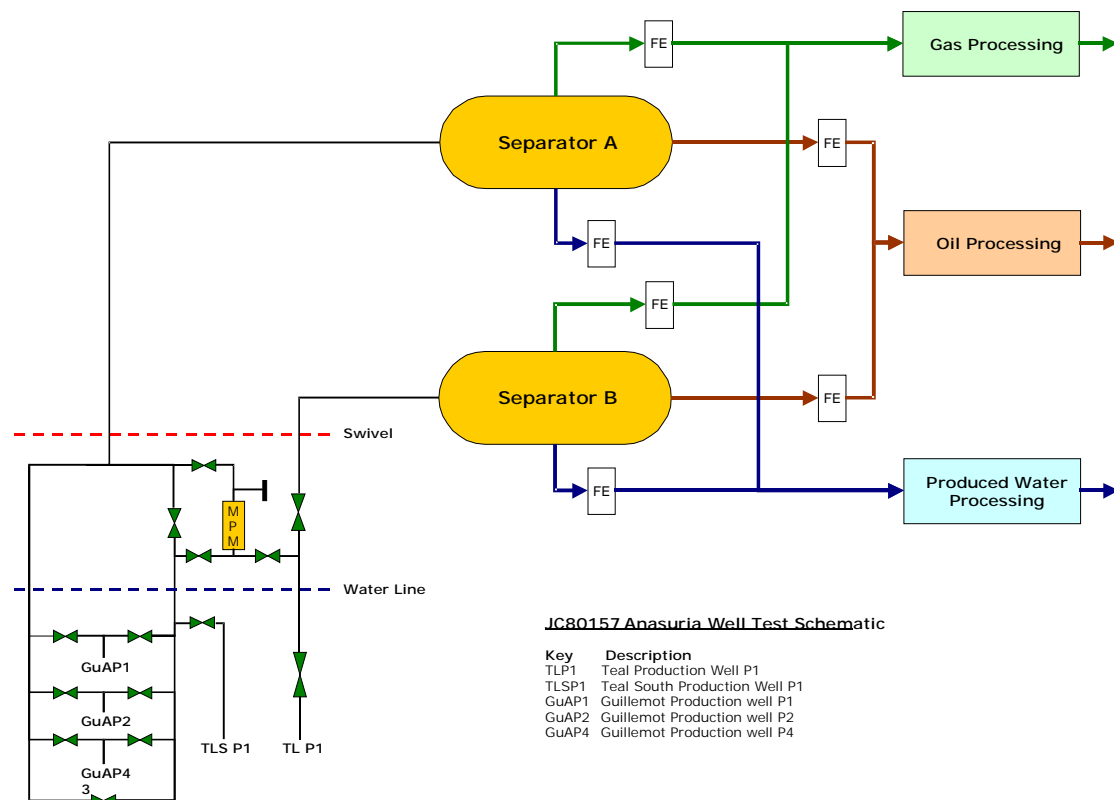 FE
Gas Processing
Separator A
FE
FE
Oil Processing
FE
Separator B
FE
Swivel
FE
Produced Water
Processing
M
P
M
Water Line
JC80157 Anasuria Well Test Schematic
Key Description
TLP1 Teal Production Well P1
TLSP1 Teal South Production Well P1
GuAP1 Guillemot Production well P1
GuAP2 Guillemot Production well P2
GuAP4 Guillemot Production well P4
GuAP1
GuAP2
TLS P1
TL P1
GuAP4
3